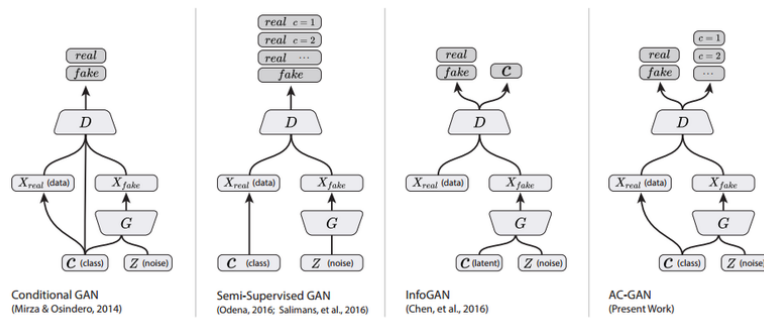 real
fake
D
X_real (data)
X_fake
G
C (class)
Z (noise)
Conditional GAN
(Mirza & Osindero, 2014)
real c = 1
real c = 2
real ...
fake
D
X_real (data)
X_fake
G
C (class)
Z (noise)
Semi-Supervised GAN
(Odena, 2016; Salimans, et al., 2016)
real
fake
C
D
X_real (data)
X_fake
G
C (latent)
Z (noise)
InfoGAN
(Chen, et al., 2016)
real
fake
c = 1
c = 2
...
D
X_real (data)
X_fake
G
C (class)
Z (noise)
AC-GAN
(Present Work)